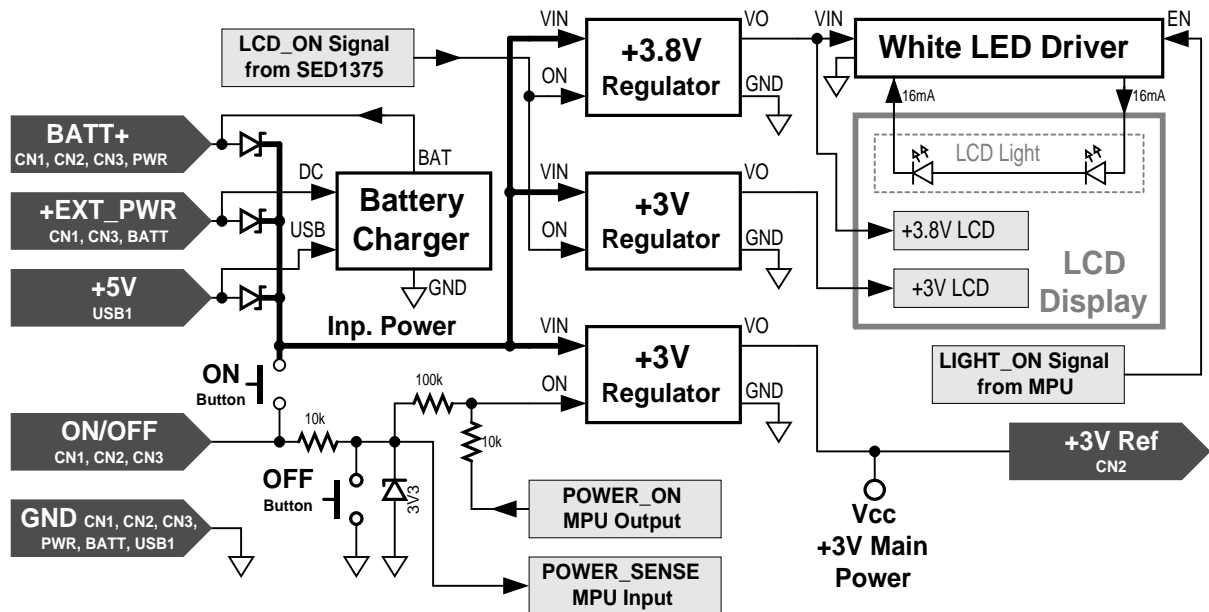 LCD_ON Signal
from SED1375
BATT+
CN1, CN2, CN3, PWR
+EXT_PWR
CN1, CN3, BATT
+5V
USB1
DC
USB
BAT
Battery
Charger
GND
Inp. Power
VIN
ON
+3.8V
Regulator
VO
GND
VIN
ON
+3V
Regulator
VO
GND
VIN
ON
+3V
Regulator
VO
GND
VIN
White LED Driver
EN
16mA
16mA
LCD Light
+3.8V LCD
+3V LCD
LCD
Display
LIGHT_ON Signal
from MPU
ON
Button
ON/OFF
CN1, CN2, CN3
10k
100k
10k
OFF
Button
3V3
GND CN1, CN2, CN3,
PWR, BATT, USB1
POWER_ON
MPU Output
POWER_SENSE
MPU Input
Vcc
+3V Main
Power
+3V Ref
CN2